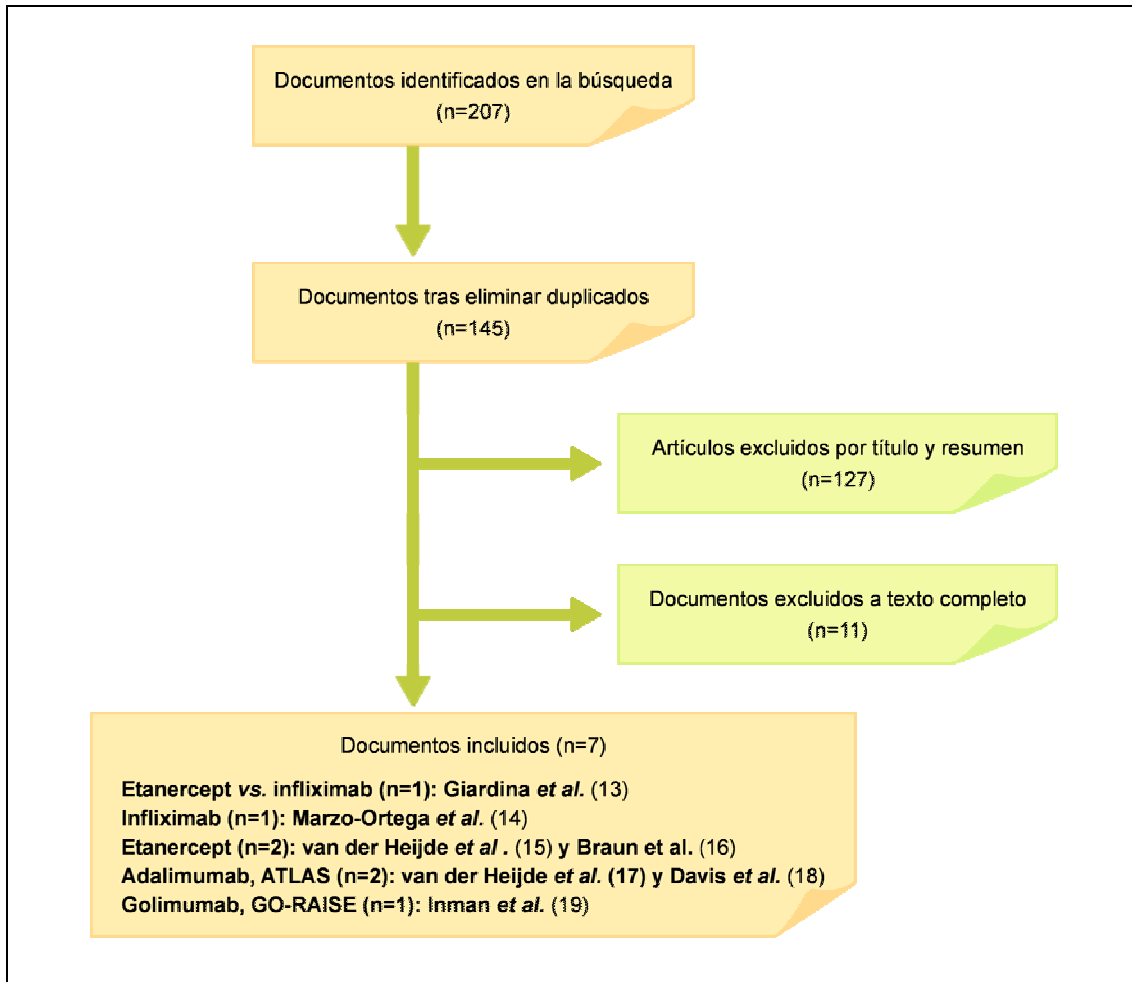 Documentos identificados en la búsqueda
(n=207)
Documentos tras eliminar duplicados
(n=145)
Artículos excluidos por título y resumen
(n=127)
Documentos excluidos a texto completo
(n=11)
Documentos incluidos (n=7)
Etanercept vs. infliximab (n=1): Giardina et al. (13)
Infliximab (n=1): Marzo-Ortega et al. (14)
Etanercept (n=2): van der Heijde et al . (15) y Braun et al. (16)
Adalimumab, ATLAS (n=2): van der Heijde et al. (17) y Davis et al. (18)
Golimumab, GO-RAISE (n=1): Inman et al. (19)